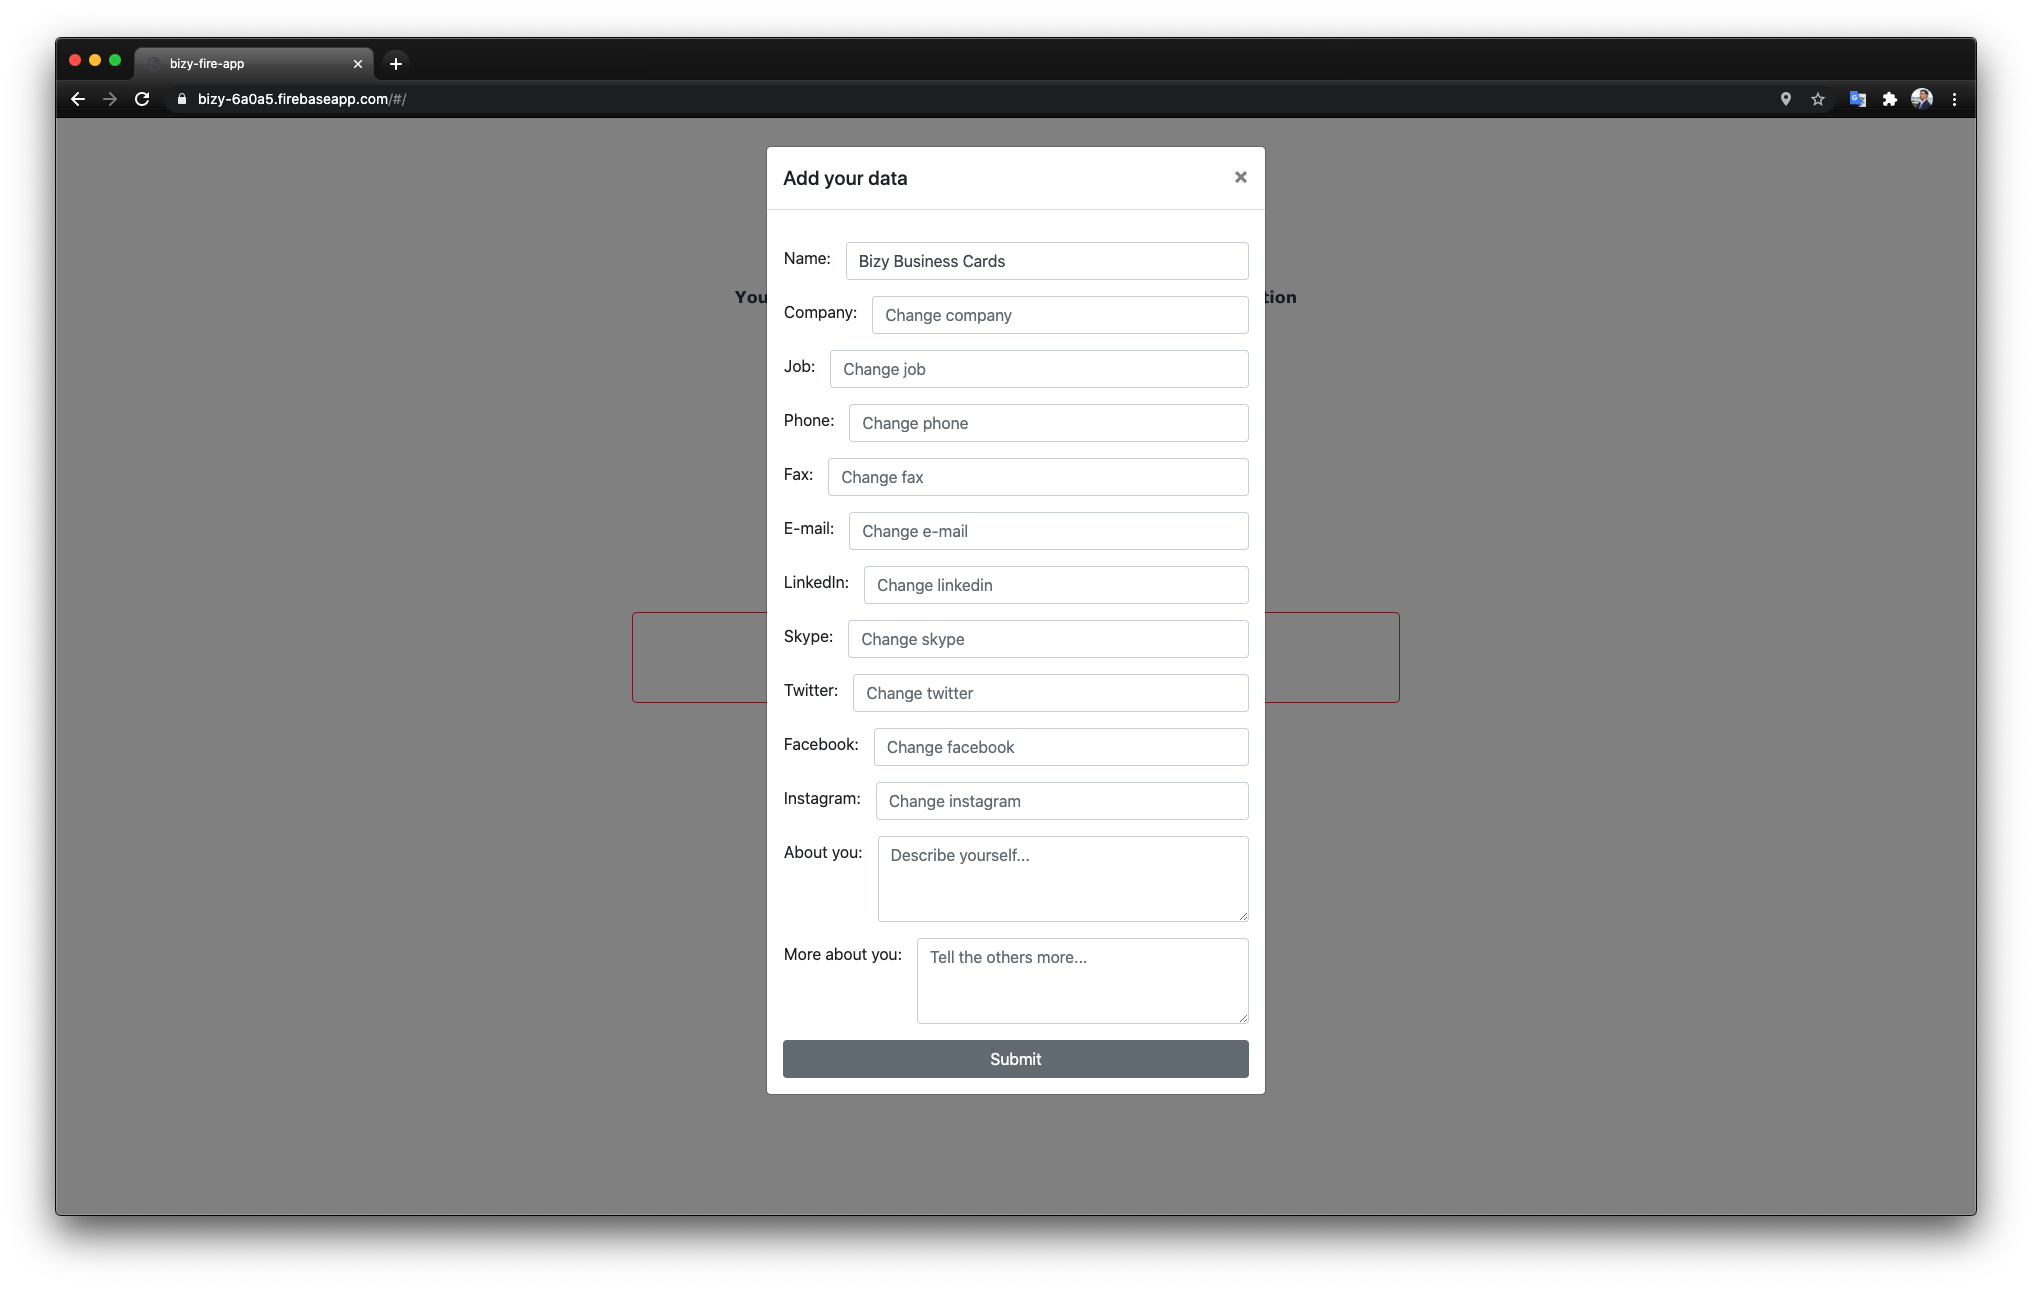 bizy-fire-app
bizy-6a0a5.firebaseapp.com/#/
Add your data
You
tion
Name: Bizy Business Cards
Company: Change company
Job: Change job
Phone: Change phone
Fax: Change fax
E-mail: Change e-mail
LinkedIn: Change linkedin
Skype: Change skype
Twitter: Change twitter
Facebook: Change facebook
Instagram: Change instagram
About you: Describe yourself...
More about you: Tell the others more...
Submit